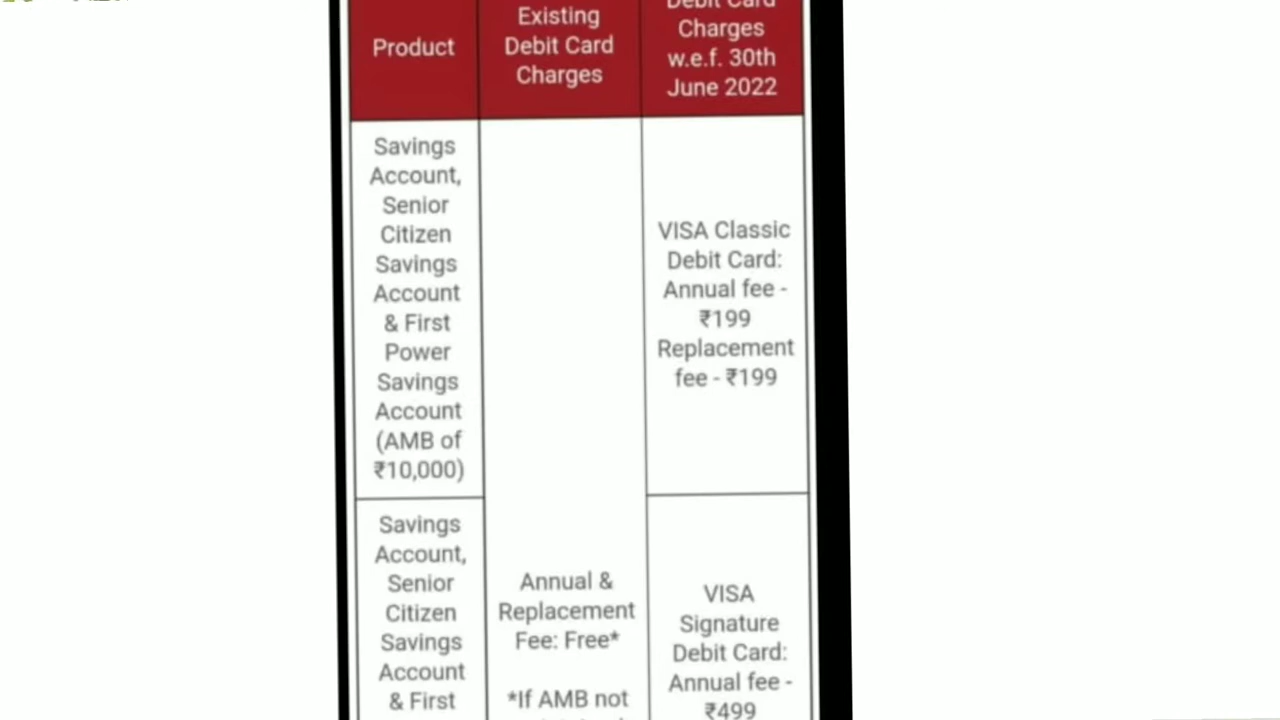 Product
Existing
Debit Card
Charges
Debit Card
Charges
w.e.f. 30th
June 2022
Savings
Account,
Senior
Citizen
Savings
Account
& First
Power
Savings
Account
(AMB of
₹10,000)
VISA Classic
Debit Card:
Annual fee -
₹199
Replacement
fee - ₹199
Savings
Account,
Senior
Citizen
Savings
Account
& First
Annual &
Replacement
Fee: Free*
*If AMB not
VISA
Signature
Debit Card:
Annual fee -
₹499